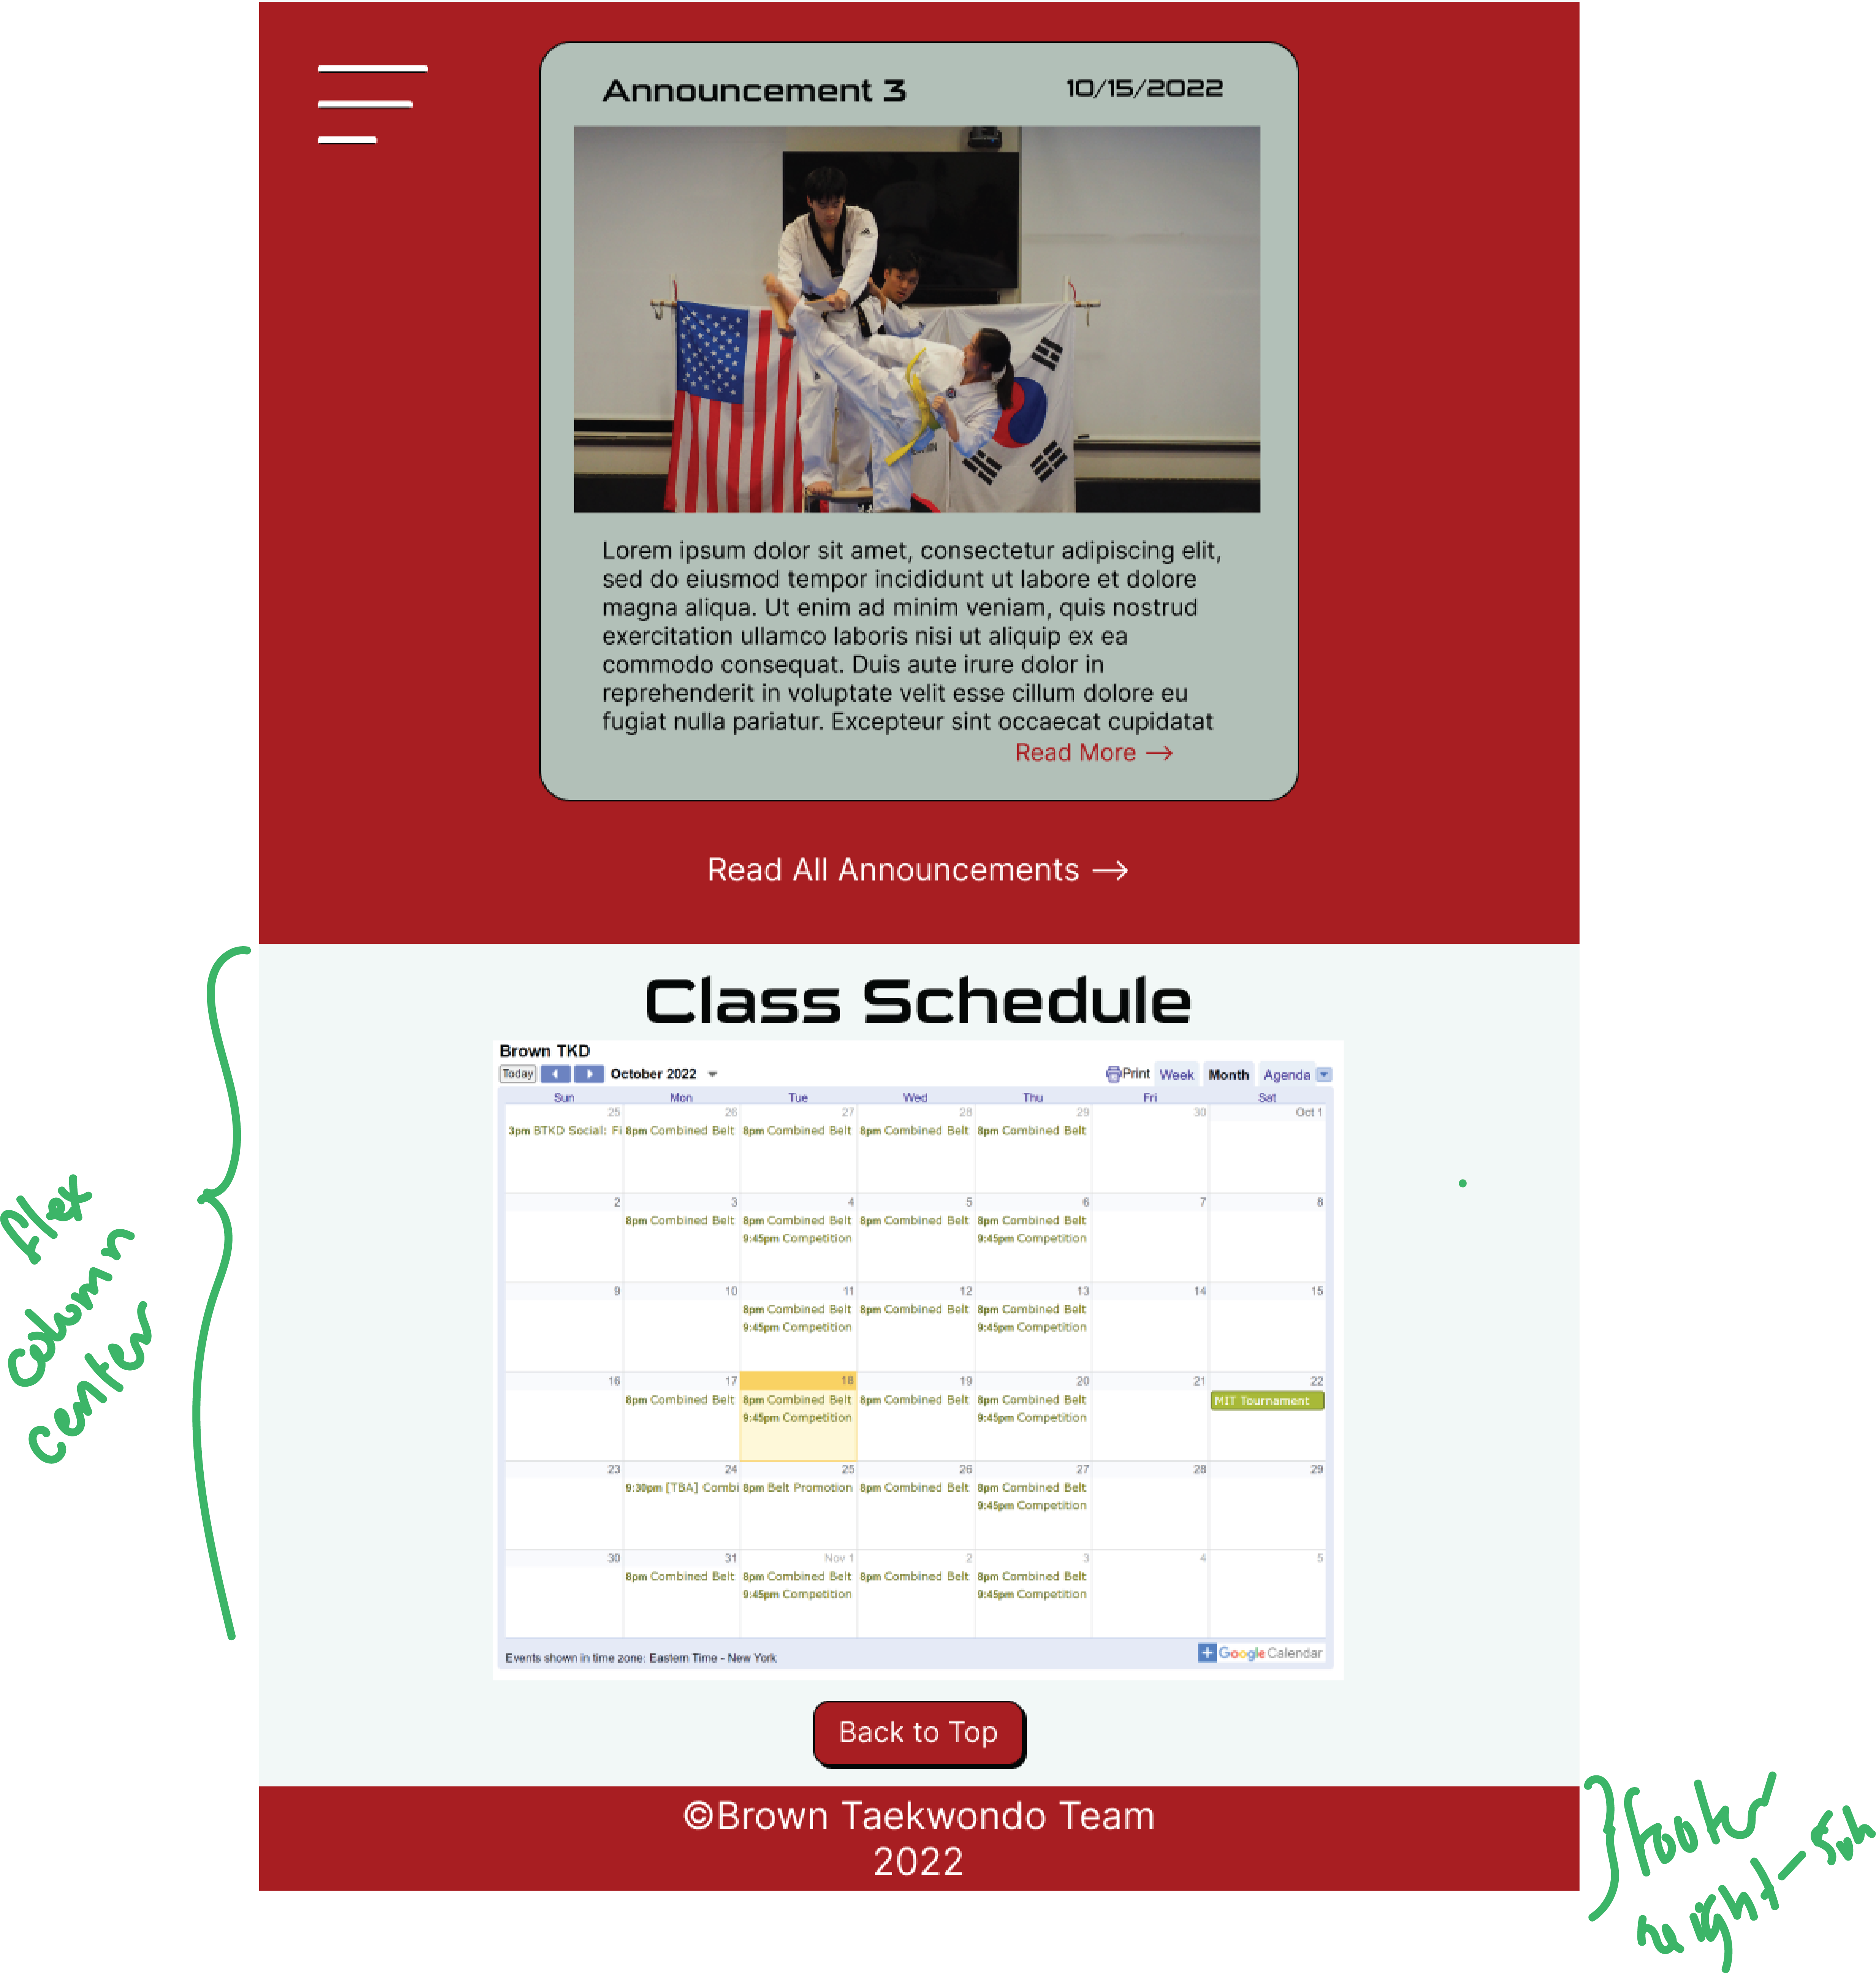 Announcement 3
10/15/2022
Lorem ipsum dolor sit amet, consectetur adipiscing elit,
sed do eiusmod tempor incididunt ut labore et dolore
magna aliqua. Ut enim ad minim veniam, quis nostrud
exercitation ullamco laboris nisi ut aliquip ex ea
commodo consequat. Duis aute irure dolor in
reprehenderit in voluptate velit esse cillum dolore eu
fugiat nulla pariatur. Excepteur sint occaecat cupidatat
Read More →
Read All Announcements →
Class Schedule
Brown TKD
Today October 2022 Print Week Month Agenda
Sun Mon Tue Wed Thu Fri Sat
25 26 27 28 29 30 Oct 1
3pm BTKD Social: Fi 8pm Combined Belt 8pm Combined Belt 8pm Combined Belt 8pm Combined Belt
2 3 4 5 6 7 8
8pm Combined Belt 8pm Combined Belt 8pm Combined Belt 8pm Combined Belt
9:45pm Competition 9:45pm Competition
9 10 11 12 13 14 15
8pm Combined Belt 8pm Combined Belt 8pm Combined Belt
9:45pm Competition 9:45pm Competition
16 17 18 19 20 21 22
8pm Combined Belt 8pm Combined Belt 8pm Combined Belt 8pm Combined Belt MIT Tournament
9:45pm Competition 9:45pm Competition
23 24 25 26 27 28 29
9:30pm [TBA] Combi 8pm Belt Promotion 8pm Combined Belt 8pm Combined Belt
9:45pm Competition
30 31 Nov 1 2 3 4 5
8pm Combined Belt 8pm Combined Belt 8pm Combined Belt 8pm Combined Belt
9:45pm Competition 9:45pm Competition
Events shown in time zone: Eastern Time - New York
Google Calendar
flex
column
center
Back to Top
©Brown Taekwondo Team
2022
footer
height-5vh